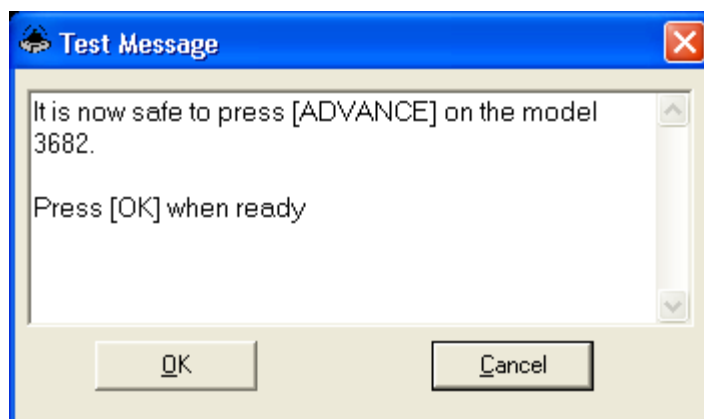 Test Message
It is now safe to press [ADVANCE] on the model
3682.
Press [OK] when ready
OK
Cancel